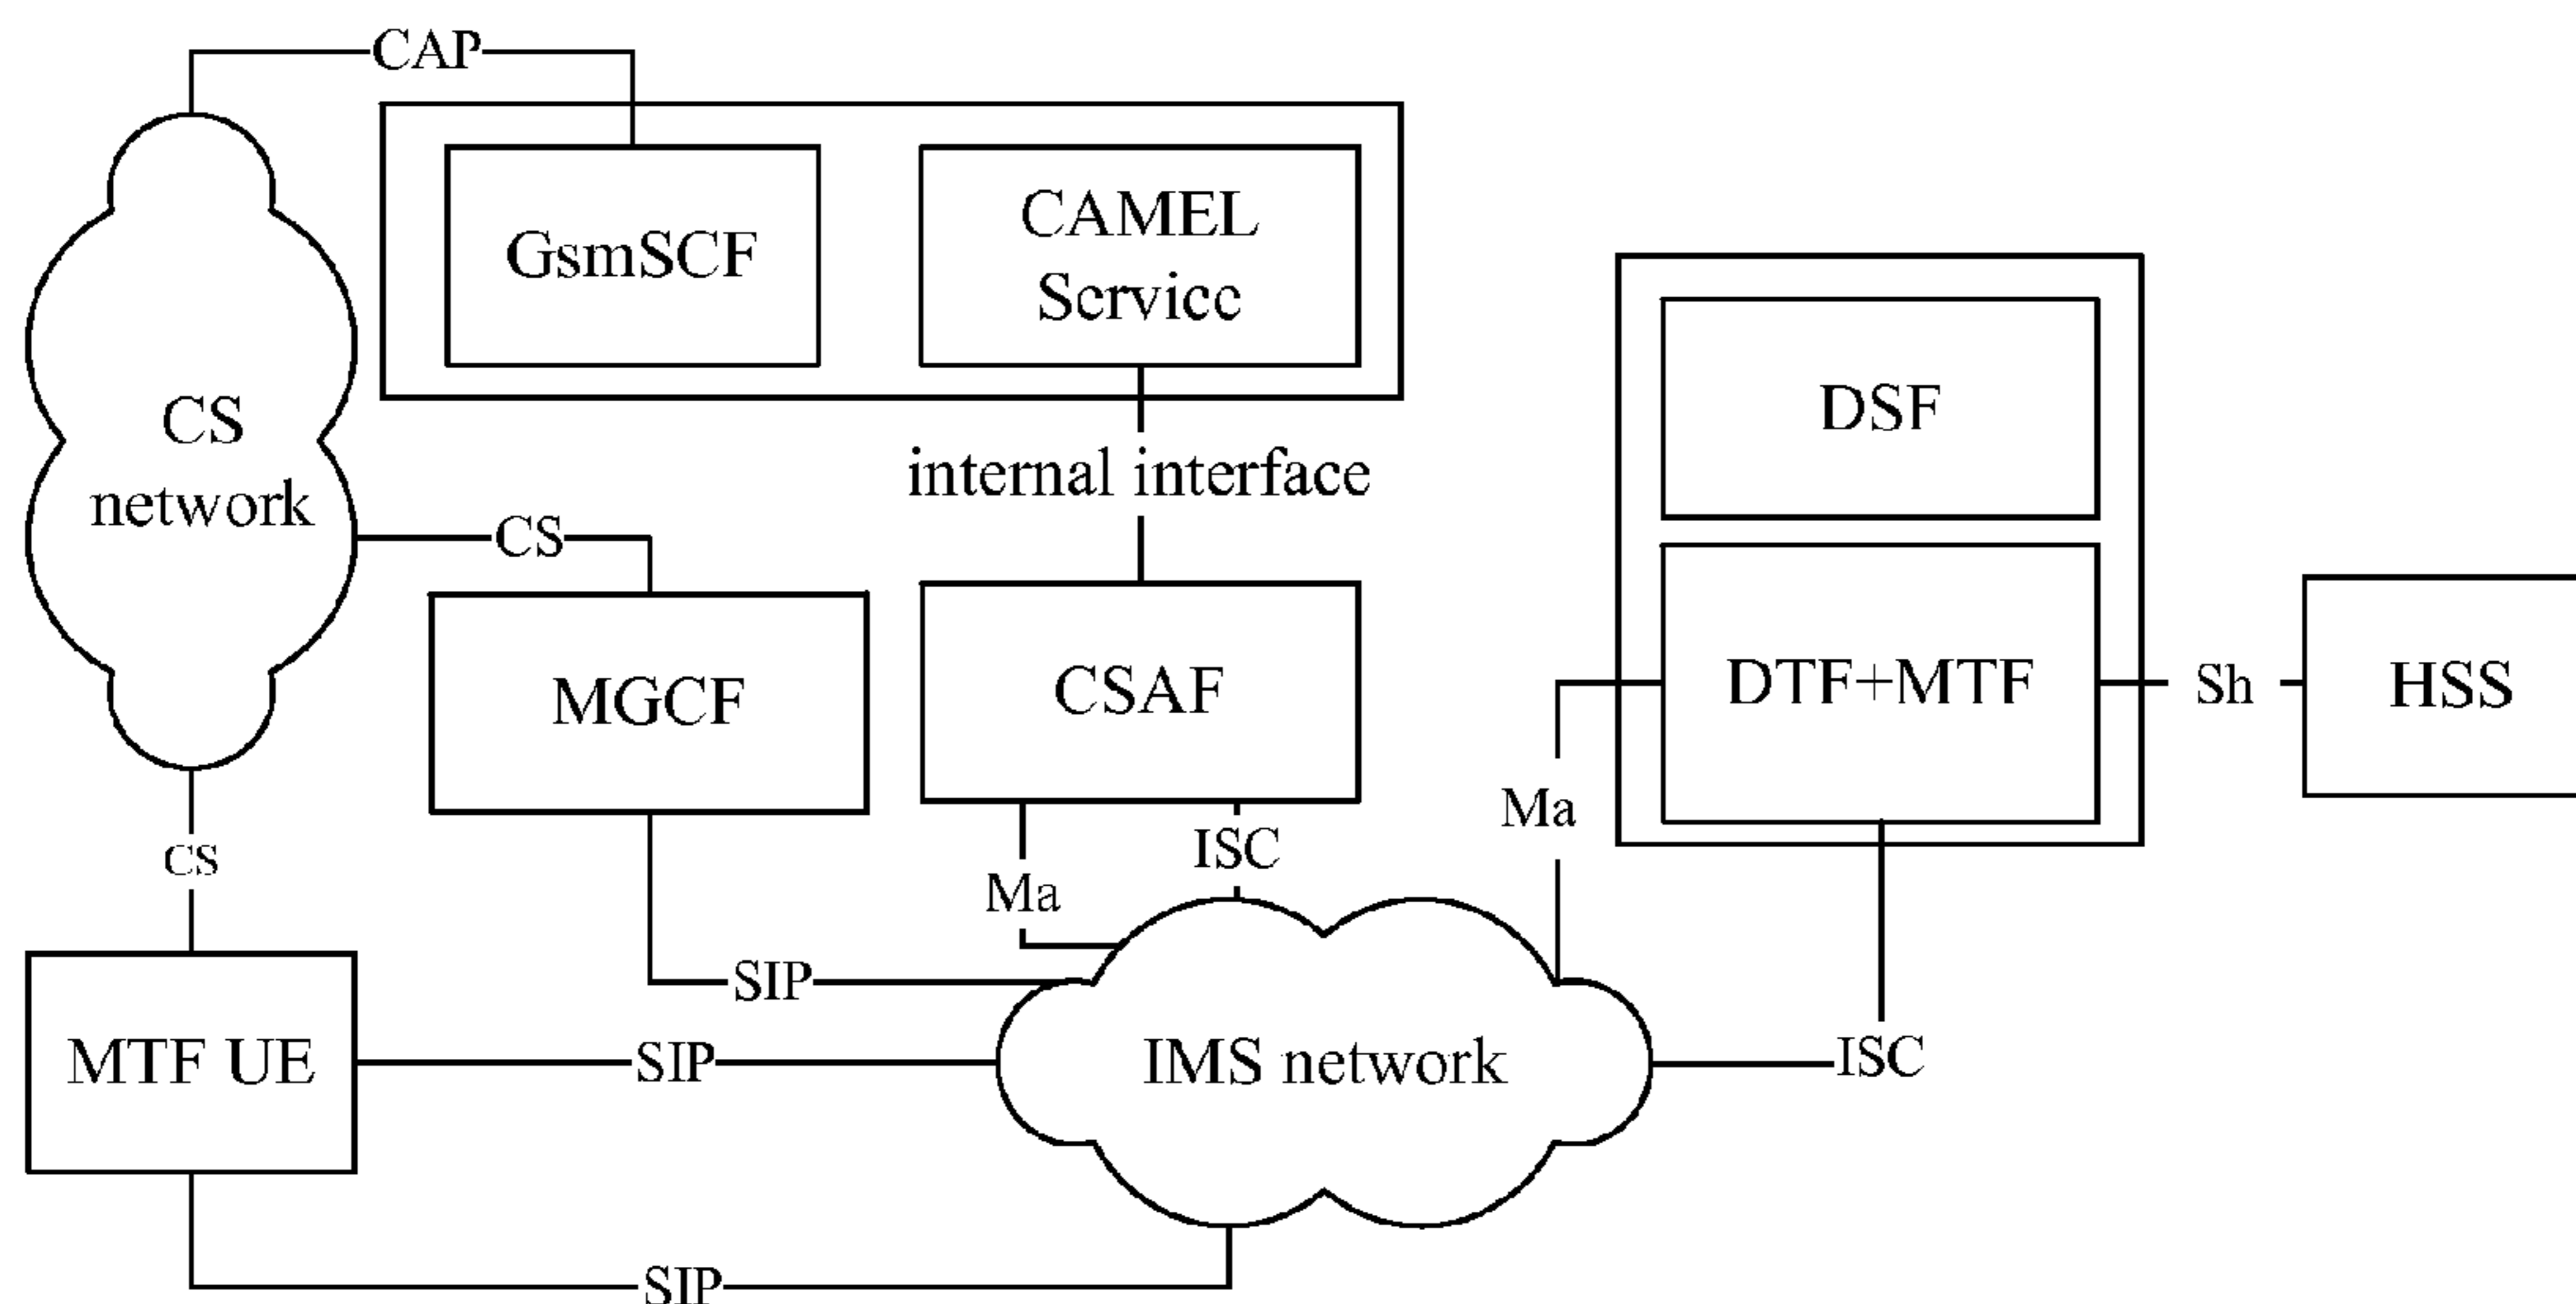 CAP
GsmSCF
CAMEL
Service
CS
network
internal interface
DSF
CS
MGCF
CSAF
DTF+MTF
Sh
HSS
Ma
ISC
CS
Ma
SIP
MTF UE
SIP
IMS network
ISC
SIP